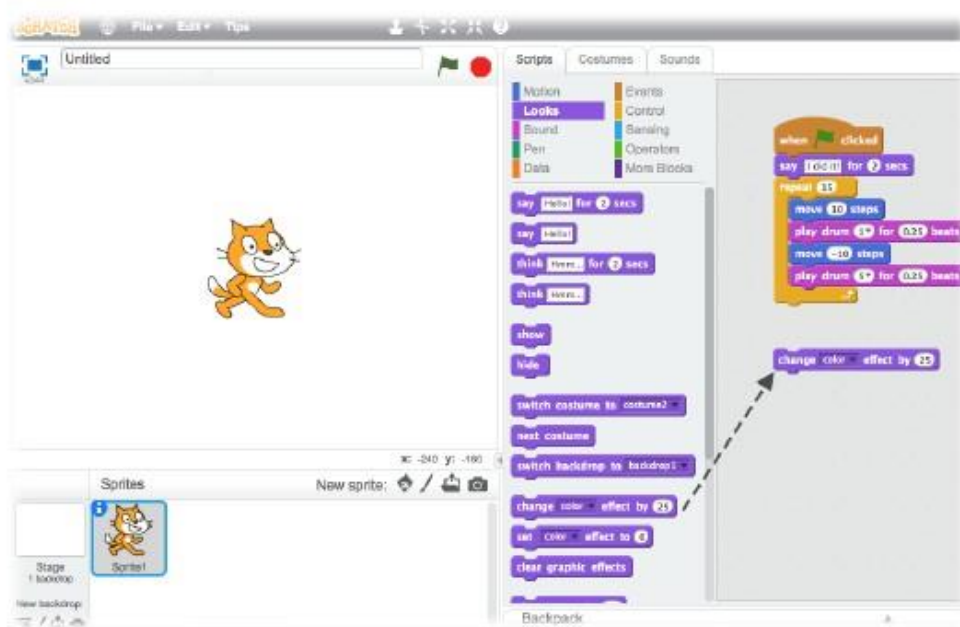 SCRATCH File Edit Tips
Untitled
Scripts Costumes Sounds
Motion Events
Looks Control
Sound Sensing
Pen Operators
Data More Blocks
say Hello! for 2 secs
say Hello!
think Hmm... for 2 secs
think Hmm...
show
hide
switch costume to costume2
next costume
switch backdrop to backdrop1
change color effect by 25
set color effect to 0
clear graphic effects
when clicked
say I did it! for 2 secs
repeat 15
move 10 steps
play drum 1 for 0.25 beats
move -10 steps
play drum 5 for 0.25 beats
change color effect by 25
x: -240 y: -180
Sprites New sprite:
Sprite1
Stage
1 backdrop
New backdrop:
Backpack